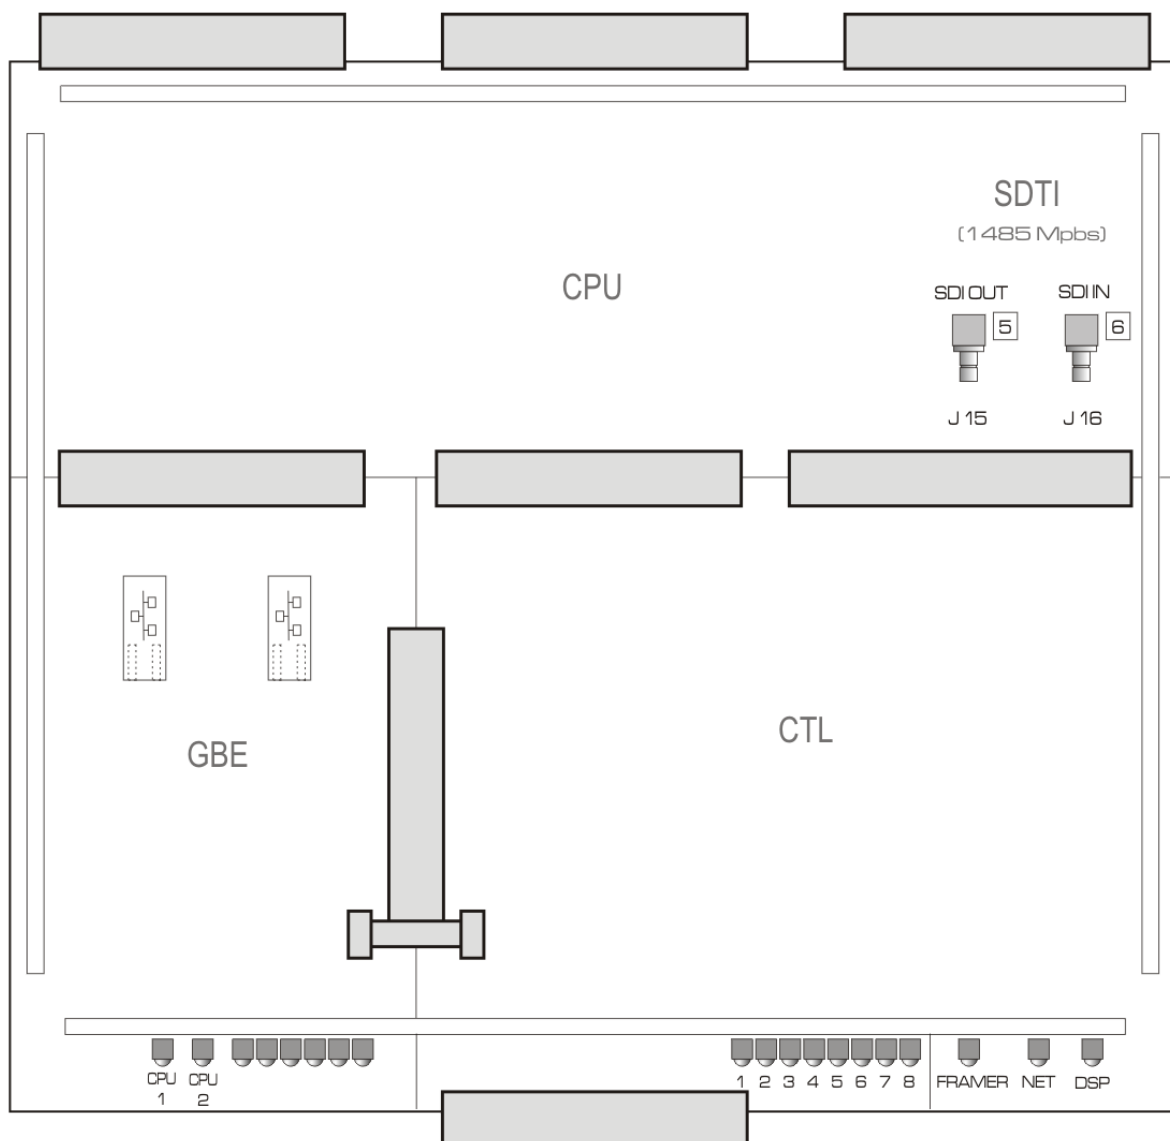 SDTI
(1485 Mpbs)
CPU
SDI OUT
SDI IN
5
6
J 15
J 16
GBE
CTL
CPU
1
CPU
2
1 2 3 4 5 6 7 8
FRAMER NET DSP